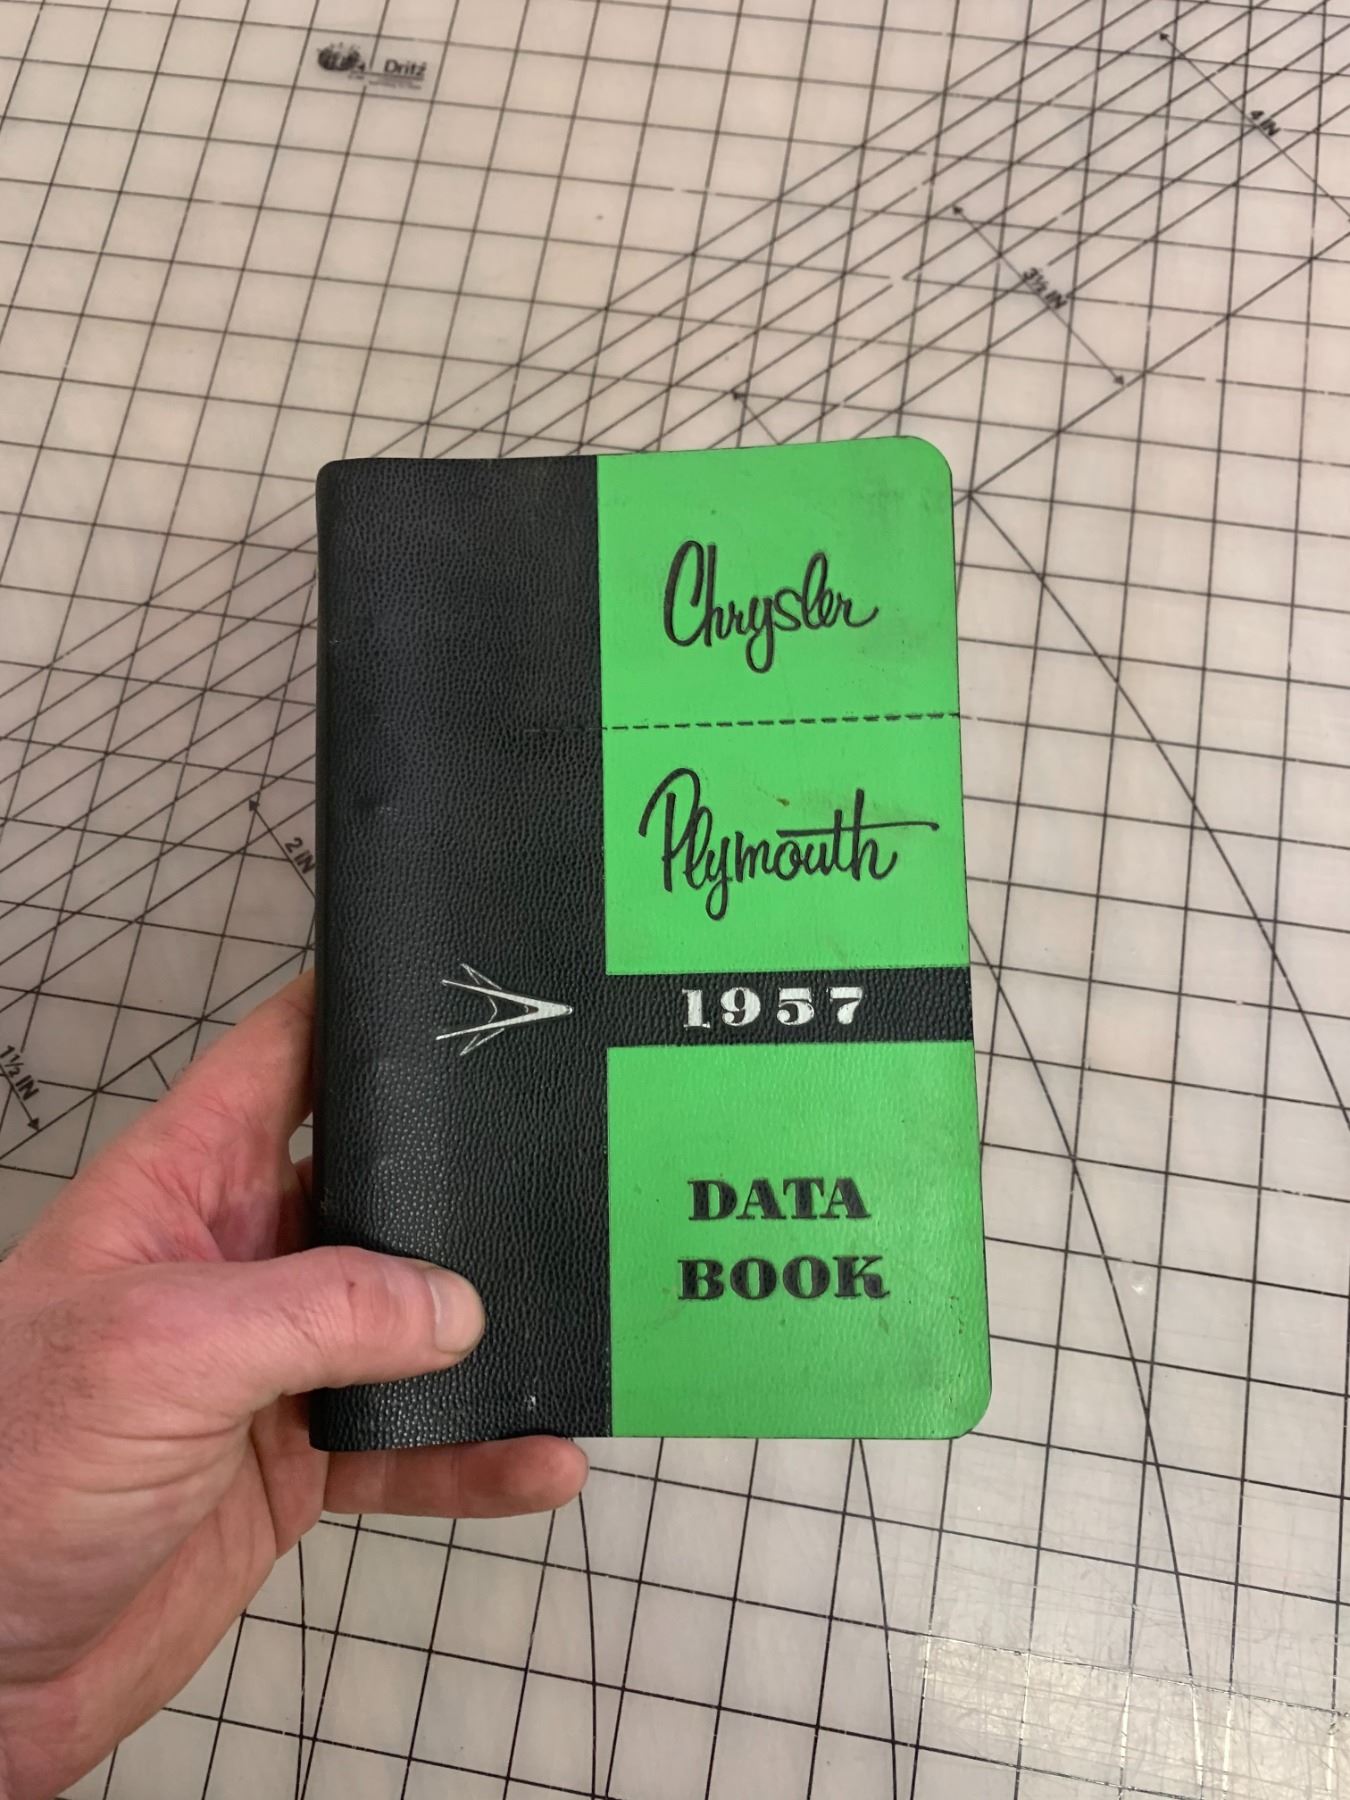 Dritz
4 IN
3½ IN
Chrysler
Plymouth
2 IN
1957
1½ IN
DATA
BOOK